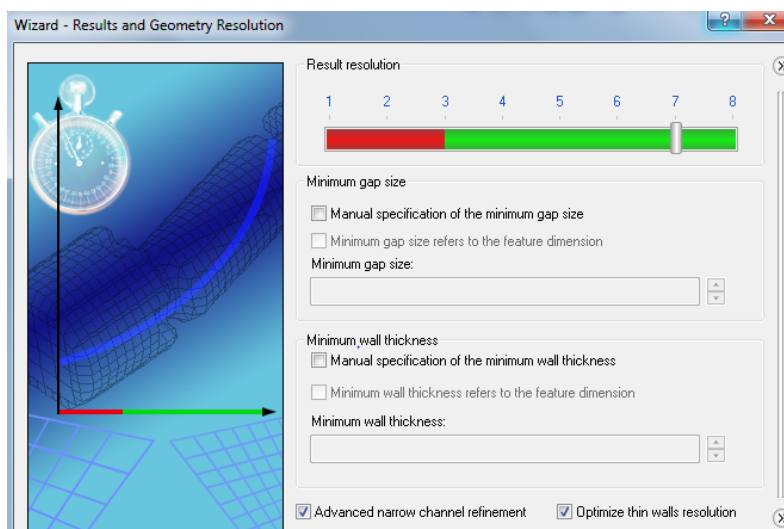 Wizard - Results and Geometry Resolution
Result resolution
1 2 3 4 5 6 7 8
Minimum gap size
Manual specification of the minimum gap size
Minimum gap size refers to the feature dimension
Minimum gap size:
Minimum wall thickness
Manual specification of the minimum wall thickness
Minimum wall thickness refers to the feature dimension
Minimum wall thickness:
Advanced narrow channel refinement Optimize thin walls resolution